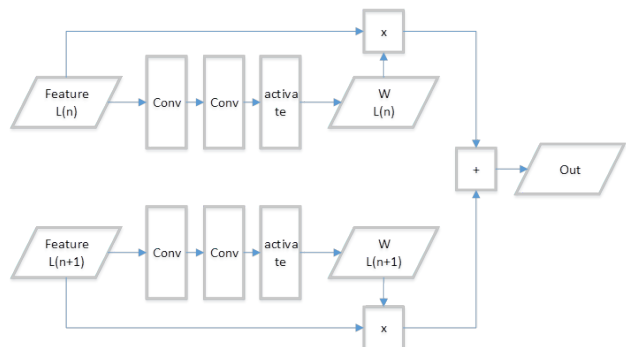 x
Feature
L(n)
Conv
Conv
activa
te
W
L(n)
+
Out
Feature
L(n+1)
Conv
Conv
activa
te
W
L(n+1)
x